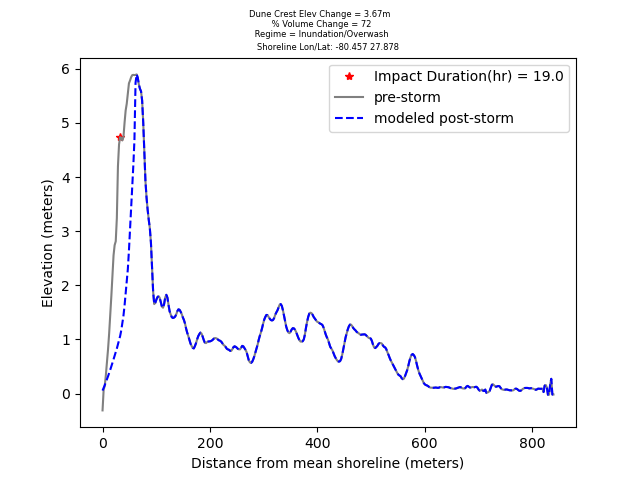 Dune Crest Elev Change = 3.67m
% Volume Change = 72
Regime = Inundation/Overwash
Shoreline Lon/Lat: -80.457 27.878
Impact Duration(hr) = 19.0
pre-storm
modeled post-storm
6
5
4
3
2
1
0
Elevation (meters)
0 200 400 600 800
Distance from mean shoreline (meters)